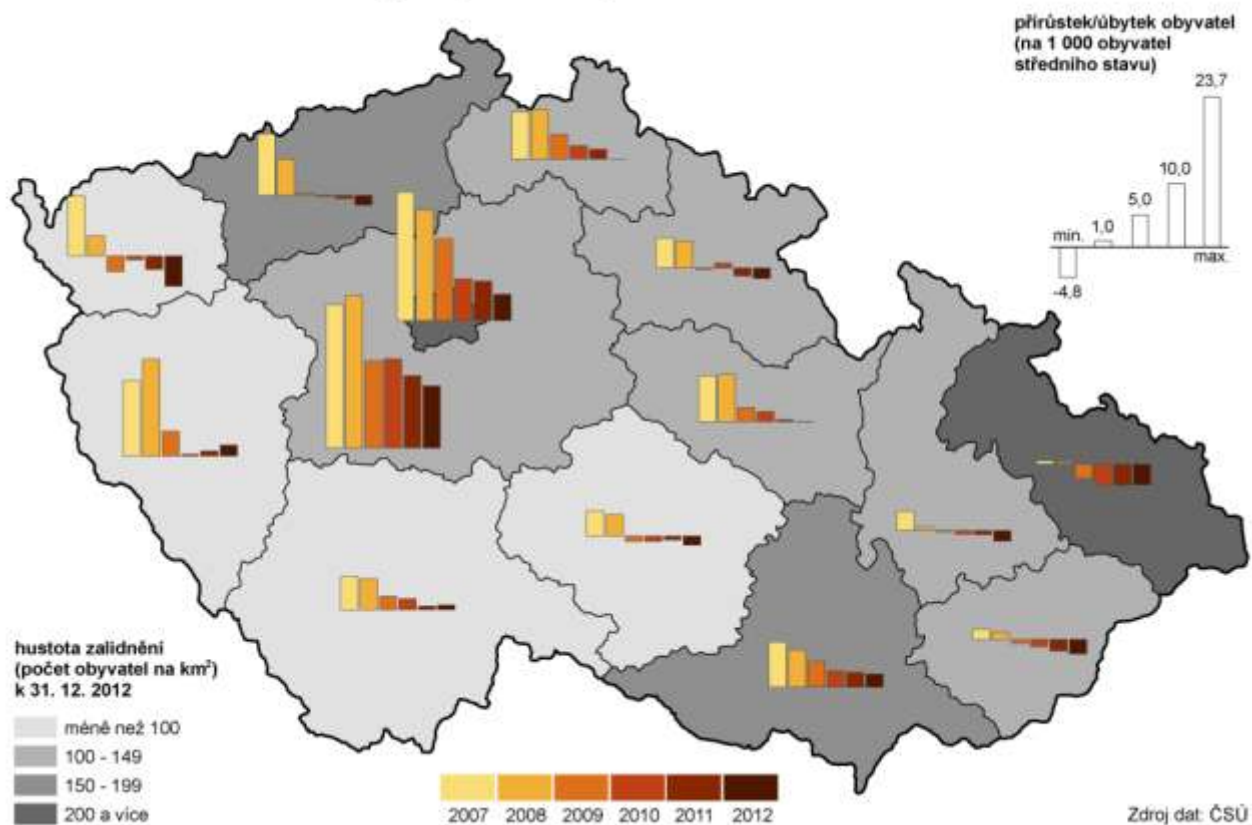 přírůstek/úbytek obyvatel
(na 1 000 obyvatel
středního stavu)
23,7
10,0
5,0
1,0
min.
max.
-4,8
hustota zalidnění
(počet obyvatel na km²)
k 31. 12. 2012
méně než 100
100 - 149
150 - 199
200 a více
2007 2008 2009 2010 2011 2012
Zdroj dat: ČSÚ